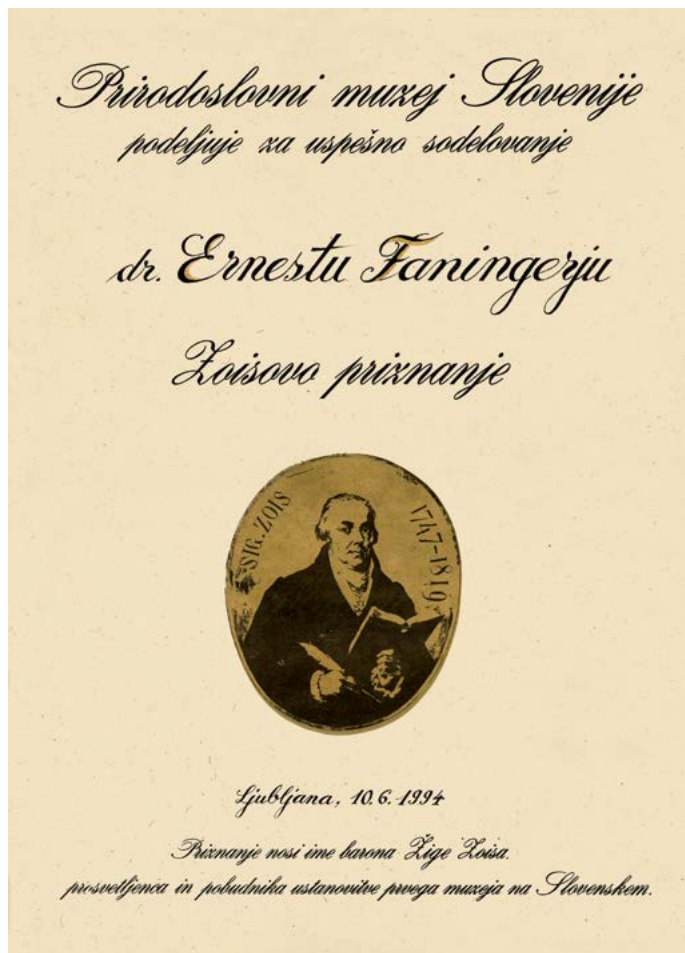 Prirodoslovni muzej Slovenije
podeljuje za uspešno sodelovanje
dr. Ernestu Faningerju
Zoisovo priznanje
SIG. ZOIS
1747-1819
Ljubljana, 10.6.1994
Priznanje nosi ime barona Žige Zoisa.
prosvetljenca in pobudnika ustanovitve prvega muzeja na Slovenskem.